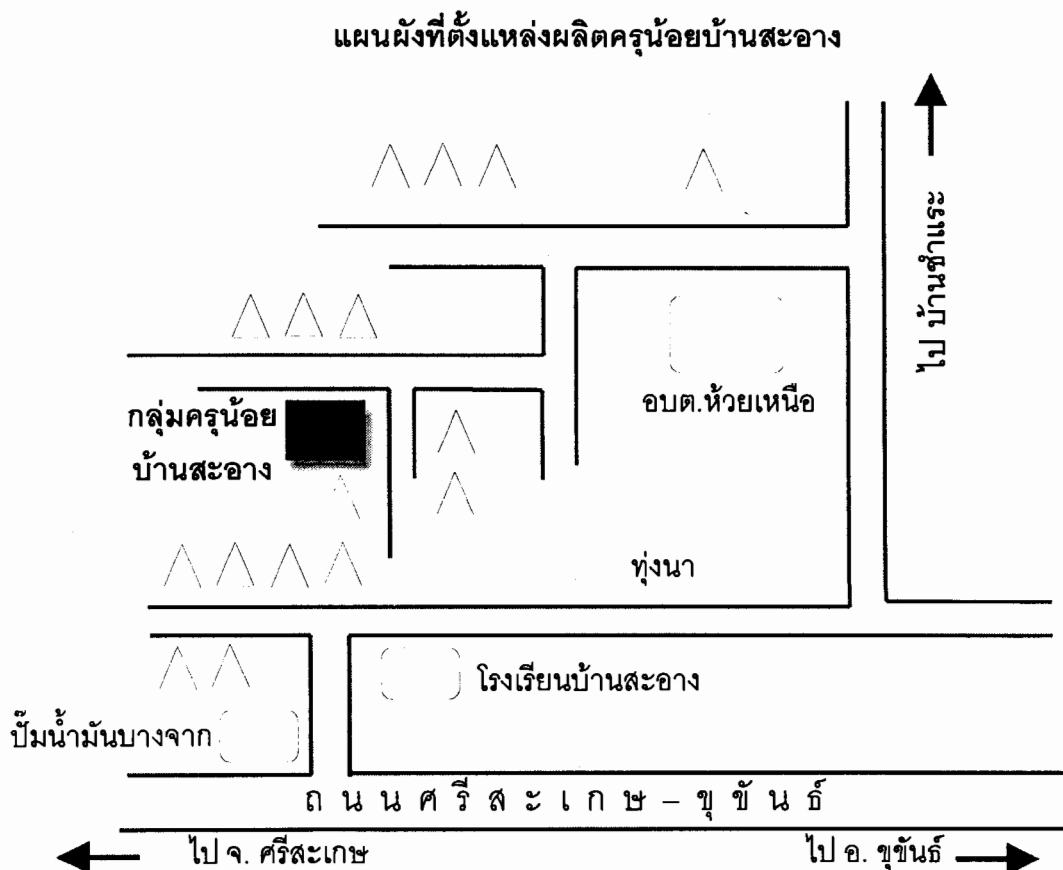 แผนผังที่ตั้งแหล่งผลิตครุน้อยบ้านสะอาง
ไป บ้านชำแระ
อบต.ห้วยเหนือ
กลุ่มครุน้อย
บ้านสะอาง
ทุ่งนา
โรงเรียนบ้านสะอาง
ปั๊มน้ำมันบางจาก
ถนนศรีสะเกษ – ขุขันธ์
ไป จ. ศรีสะเกษ
ไป อ. ขุขันธ์